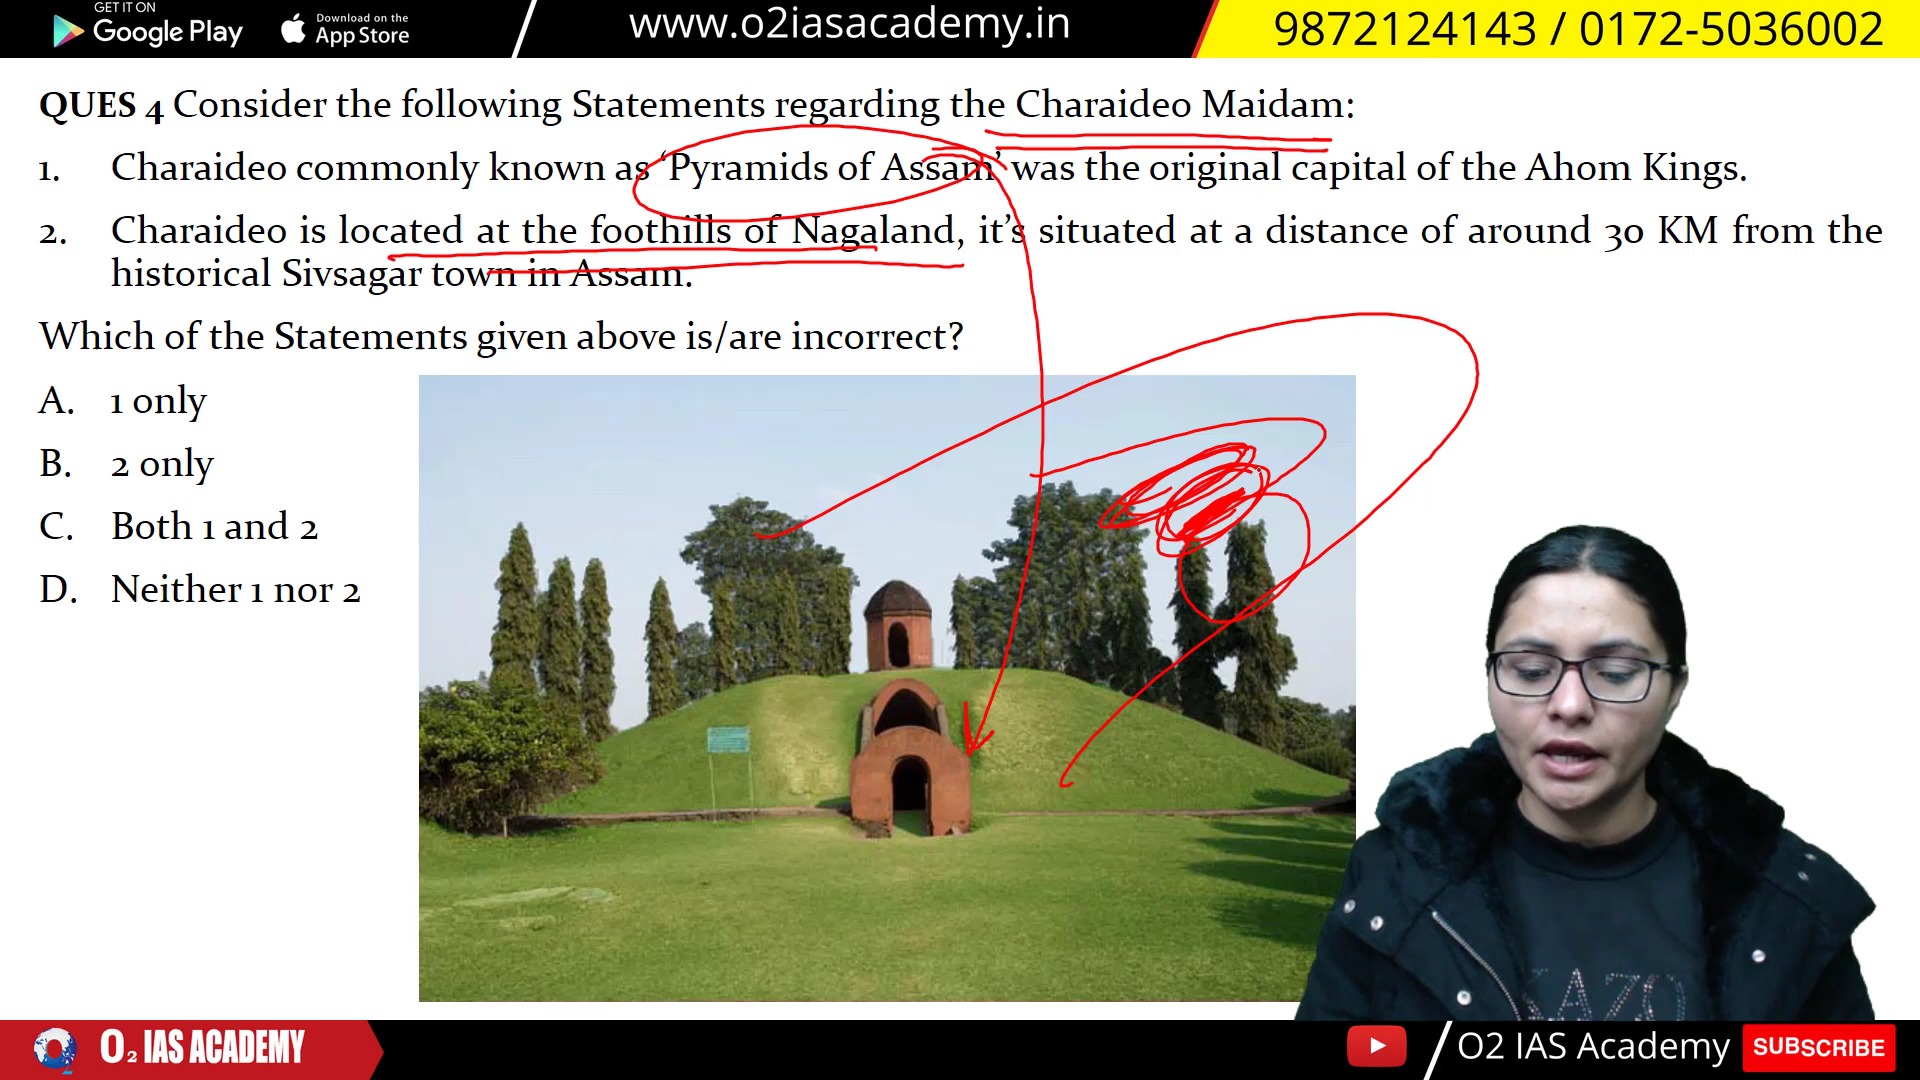 GET IT ON
Google Play
Download on the
App Store
www.o2iasacademy.in
9872124143 / 0172-5036002
QUES 4 Consider the following Statements regarding the Charaideo Maidam:
1. Charaideo commonly known as ‘Pyramids of Assam’ was the original capital of the Ahom Kings.
2. Charaideo is located at the foothills of Nagaland, it’s situated at a distance of around 30 KM from the
historical Sivsagar town in Assam.
Which of the Statements given above is/are incorrect?
A. 1 only
B. 2 only
C. Both 1 and 2
D. Neither 1 nor 2
O2 IAS ACADEMY
O2 IAS Academy
SUBSCRIBE